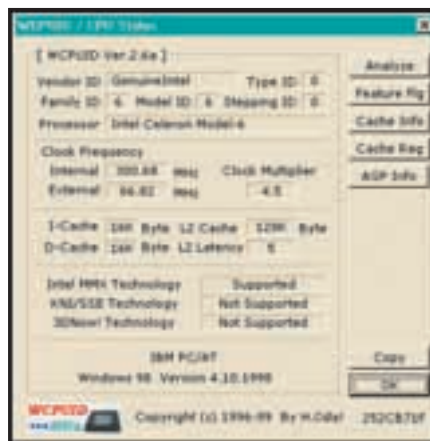 WCPUID / CPU Status
[ WCPUID Ver.2.6a ]
Vendor ID GenuineIntel Type ID 0
Family ID 6 Model ID 6 Stepping ID 0
Processor Intel Celeron Model-6
Clock Frequency
Internal 300.68 MHz Clock Multiplier
External 66.82 MHz 4.5
I-Cache 16K Byte L2 Cache 128K Byte
D-Cache 16K Byte L2 Latency 5
Intel MMX Technology Supported
KNI/SSE Technology Not Supported
3DNow! Technology Not Supported
IBM PC/AT
Windows 98 Version 4.10.1998
WCPUID
Copyright (c) 1996-99 By H.Oda!
Analyze
Feature Flg
Cache Info
Cache Reg
AGP Info
Copy
OK